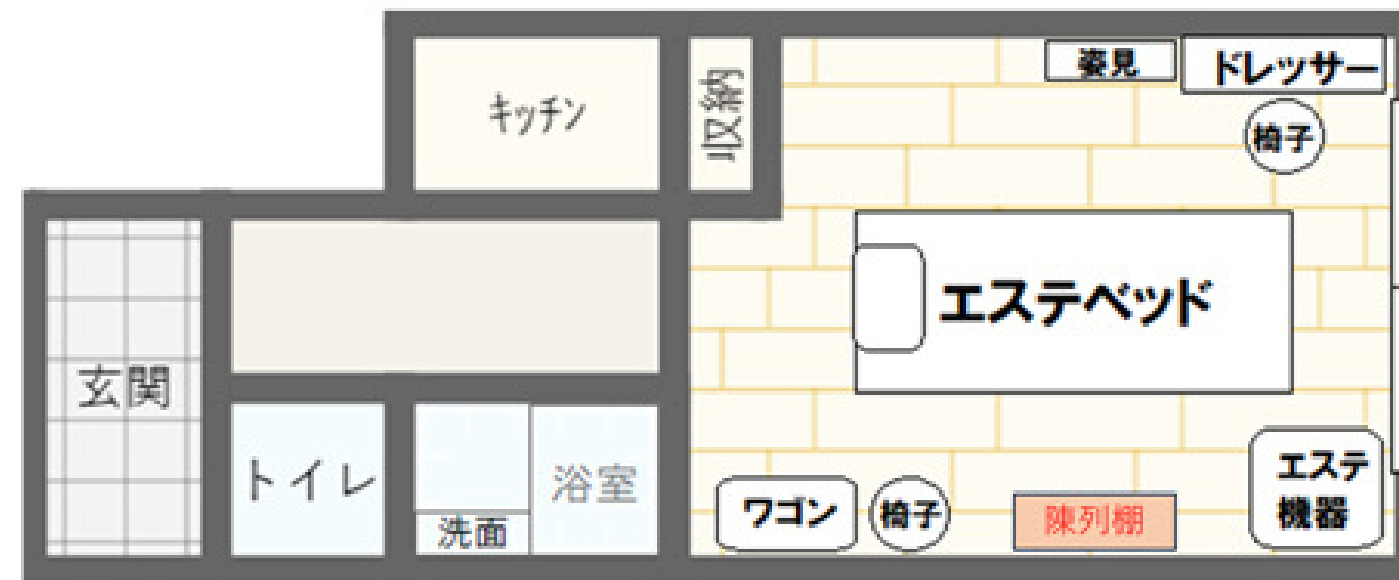 キッチン
収納
姿見
ドレッサー
椅子
エステベッド
玄関
トイレ
洗面
浴室
ワゴン
椅子
陳列棚
エステ
機器